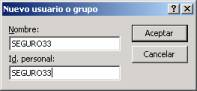 Nuevo usuario o grupo
Nombre:
SEGURO33
Aceptar
Id. personal:
SEGURO33
Cancelar